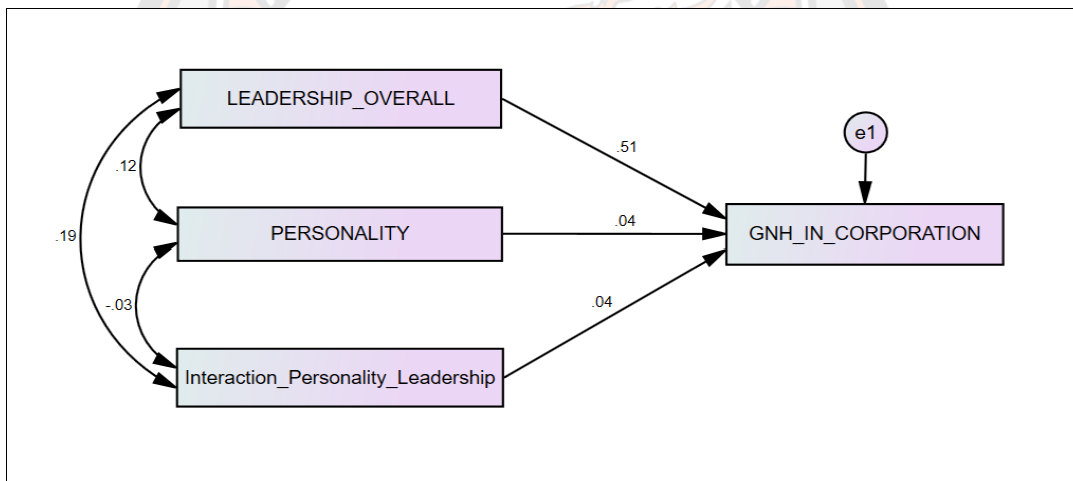 LEADERSHIP_OVERALL
e1
.51
.12
PERSONALITY
.04
GNH_IN_CORPORATION
.19
-.03
.04
Interaction_Personality_Leadership